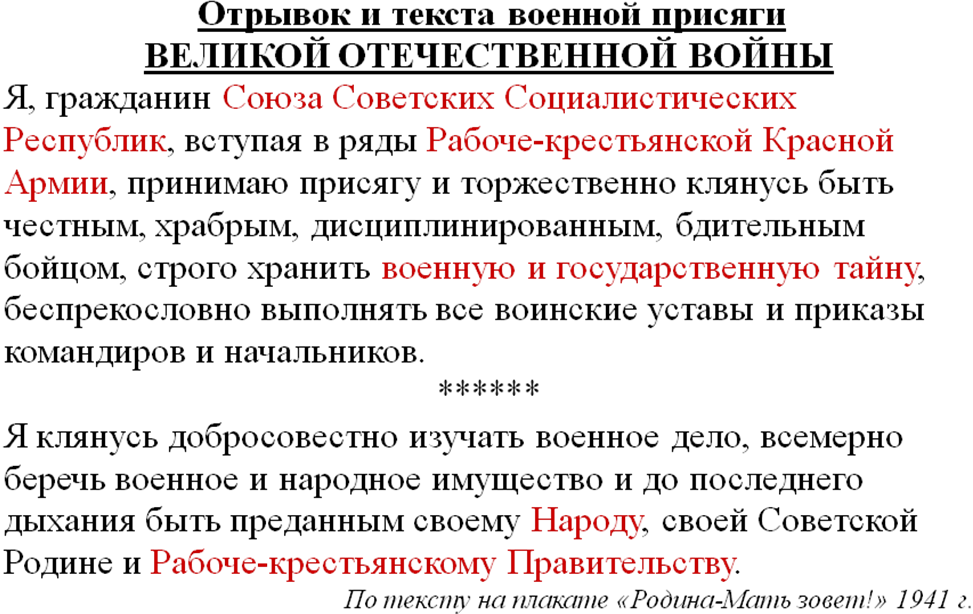 Отрывок и текста военной присяги
ВЕЛИКОЙ ОТЕЧЕСТВЕННОЙ ВОЙНЫ
Я, гражданин Союза Советских Социалистических
Республик, вступая в ряды Рабоче-крестьянской Красной
Армии, принимаю присягу и торжественно клянусь быть
честным, храбрым, дисциплинированным, бдительным
бойцом, строго хранить военную и государственную тайну,
беспрекословно выполнять все воинские уставы и приказы
командиров и начальников.
******
Я клянусь добросовестно изучать военное дело, всемерно
беречь военное и народное имущество и до последнего
дыхания быть преданным своему Народу, своей Советской
Родине и Рабоче-крестьянскому Правительству.
По тексту на плакате «Родина-Мать зовет!» 1941 г.